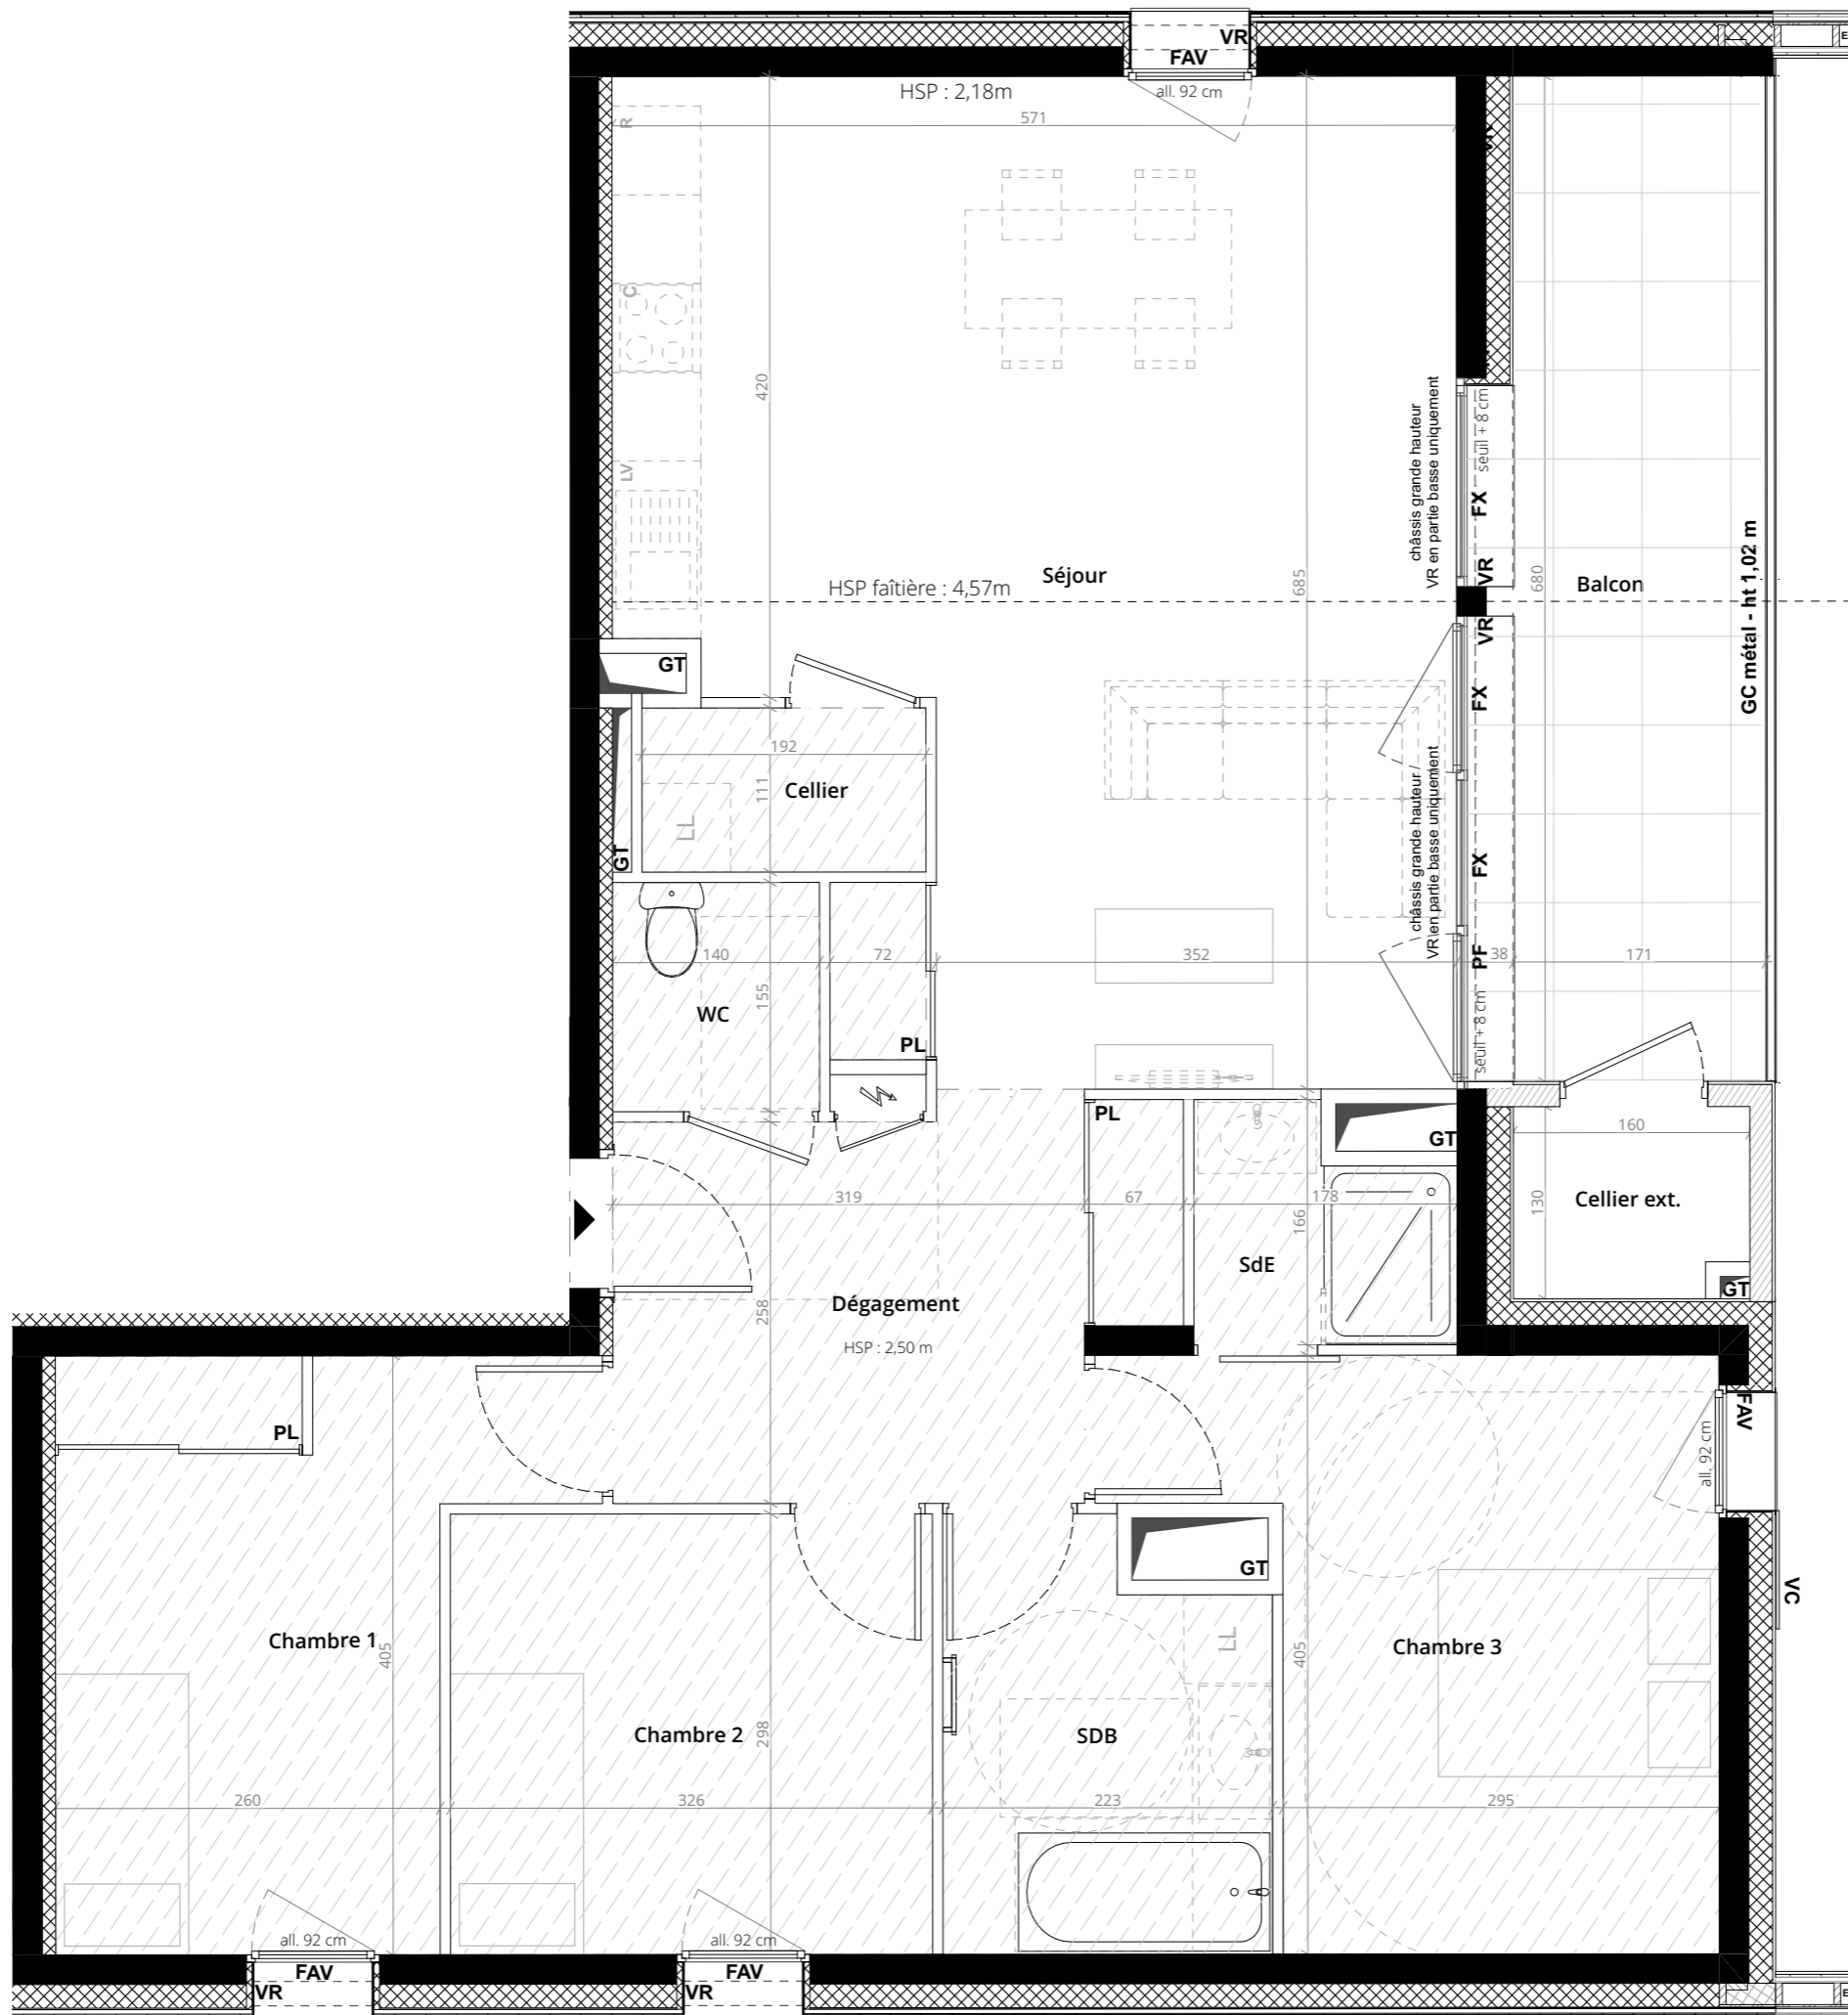 VR
FAV
E
HSP : 2,18m
all. 92 cm
571
R
C
LV
420
685
680
châssis grande hauteur
VR en partie basse uniquement
seuil + 8 cm
FX
VR
HSP faîtière : 4,57m
Séjour
Balcon
GC métal - ht 1,02 m
VR
FX
GT
192
111
Cellier
LL
GT
châssis grande hauteur
VR en partie basse uniquement
FX
PF
seuil + 8 cm
140
72
352
38
171
155
WC
PL
PL
GT
160
319
67
178
166
130
Cellier ext.
SdE
GT
Dégagement
258
HSP : 2,50 m
PL
FAV
all. 92 cm
GT
VC
Chambre 1
405
LL
405
Chambre 3
Chambre 2
298
SDB
260
326
223
295
all. 92 cm
all. 92 cm
FAV
FAV
VR
VR
E